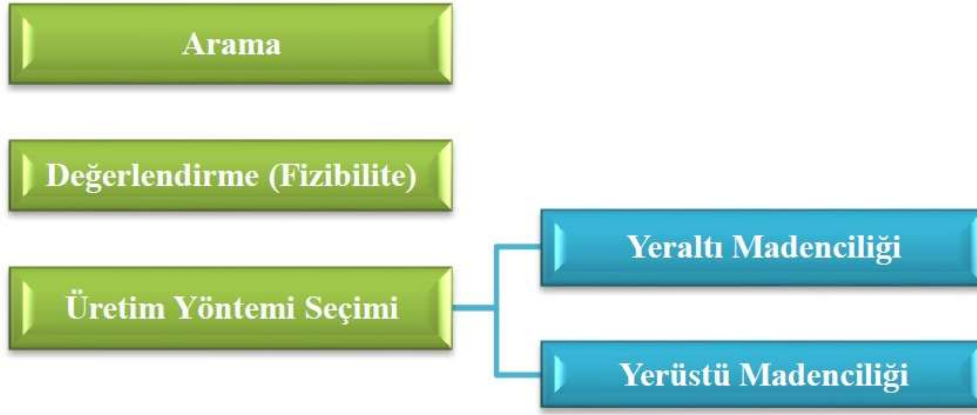 Arama
Değerlendirme (Fizibilite)
Üretim Yöntemi Seçimi
Yeraltı Madenciliği
Yerüstü Madenciliği